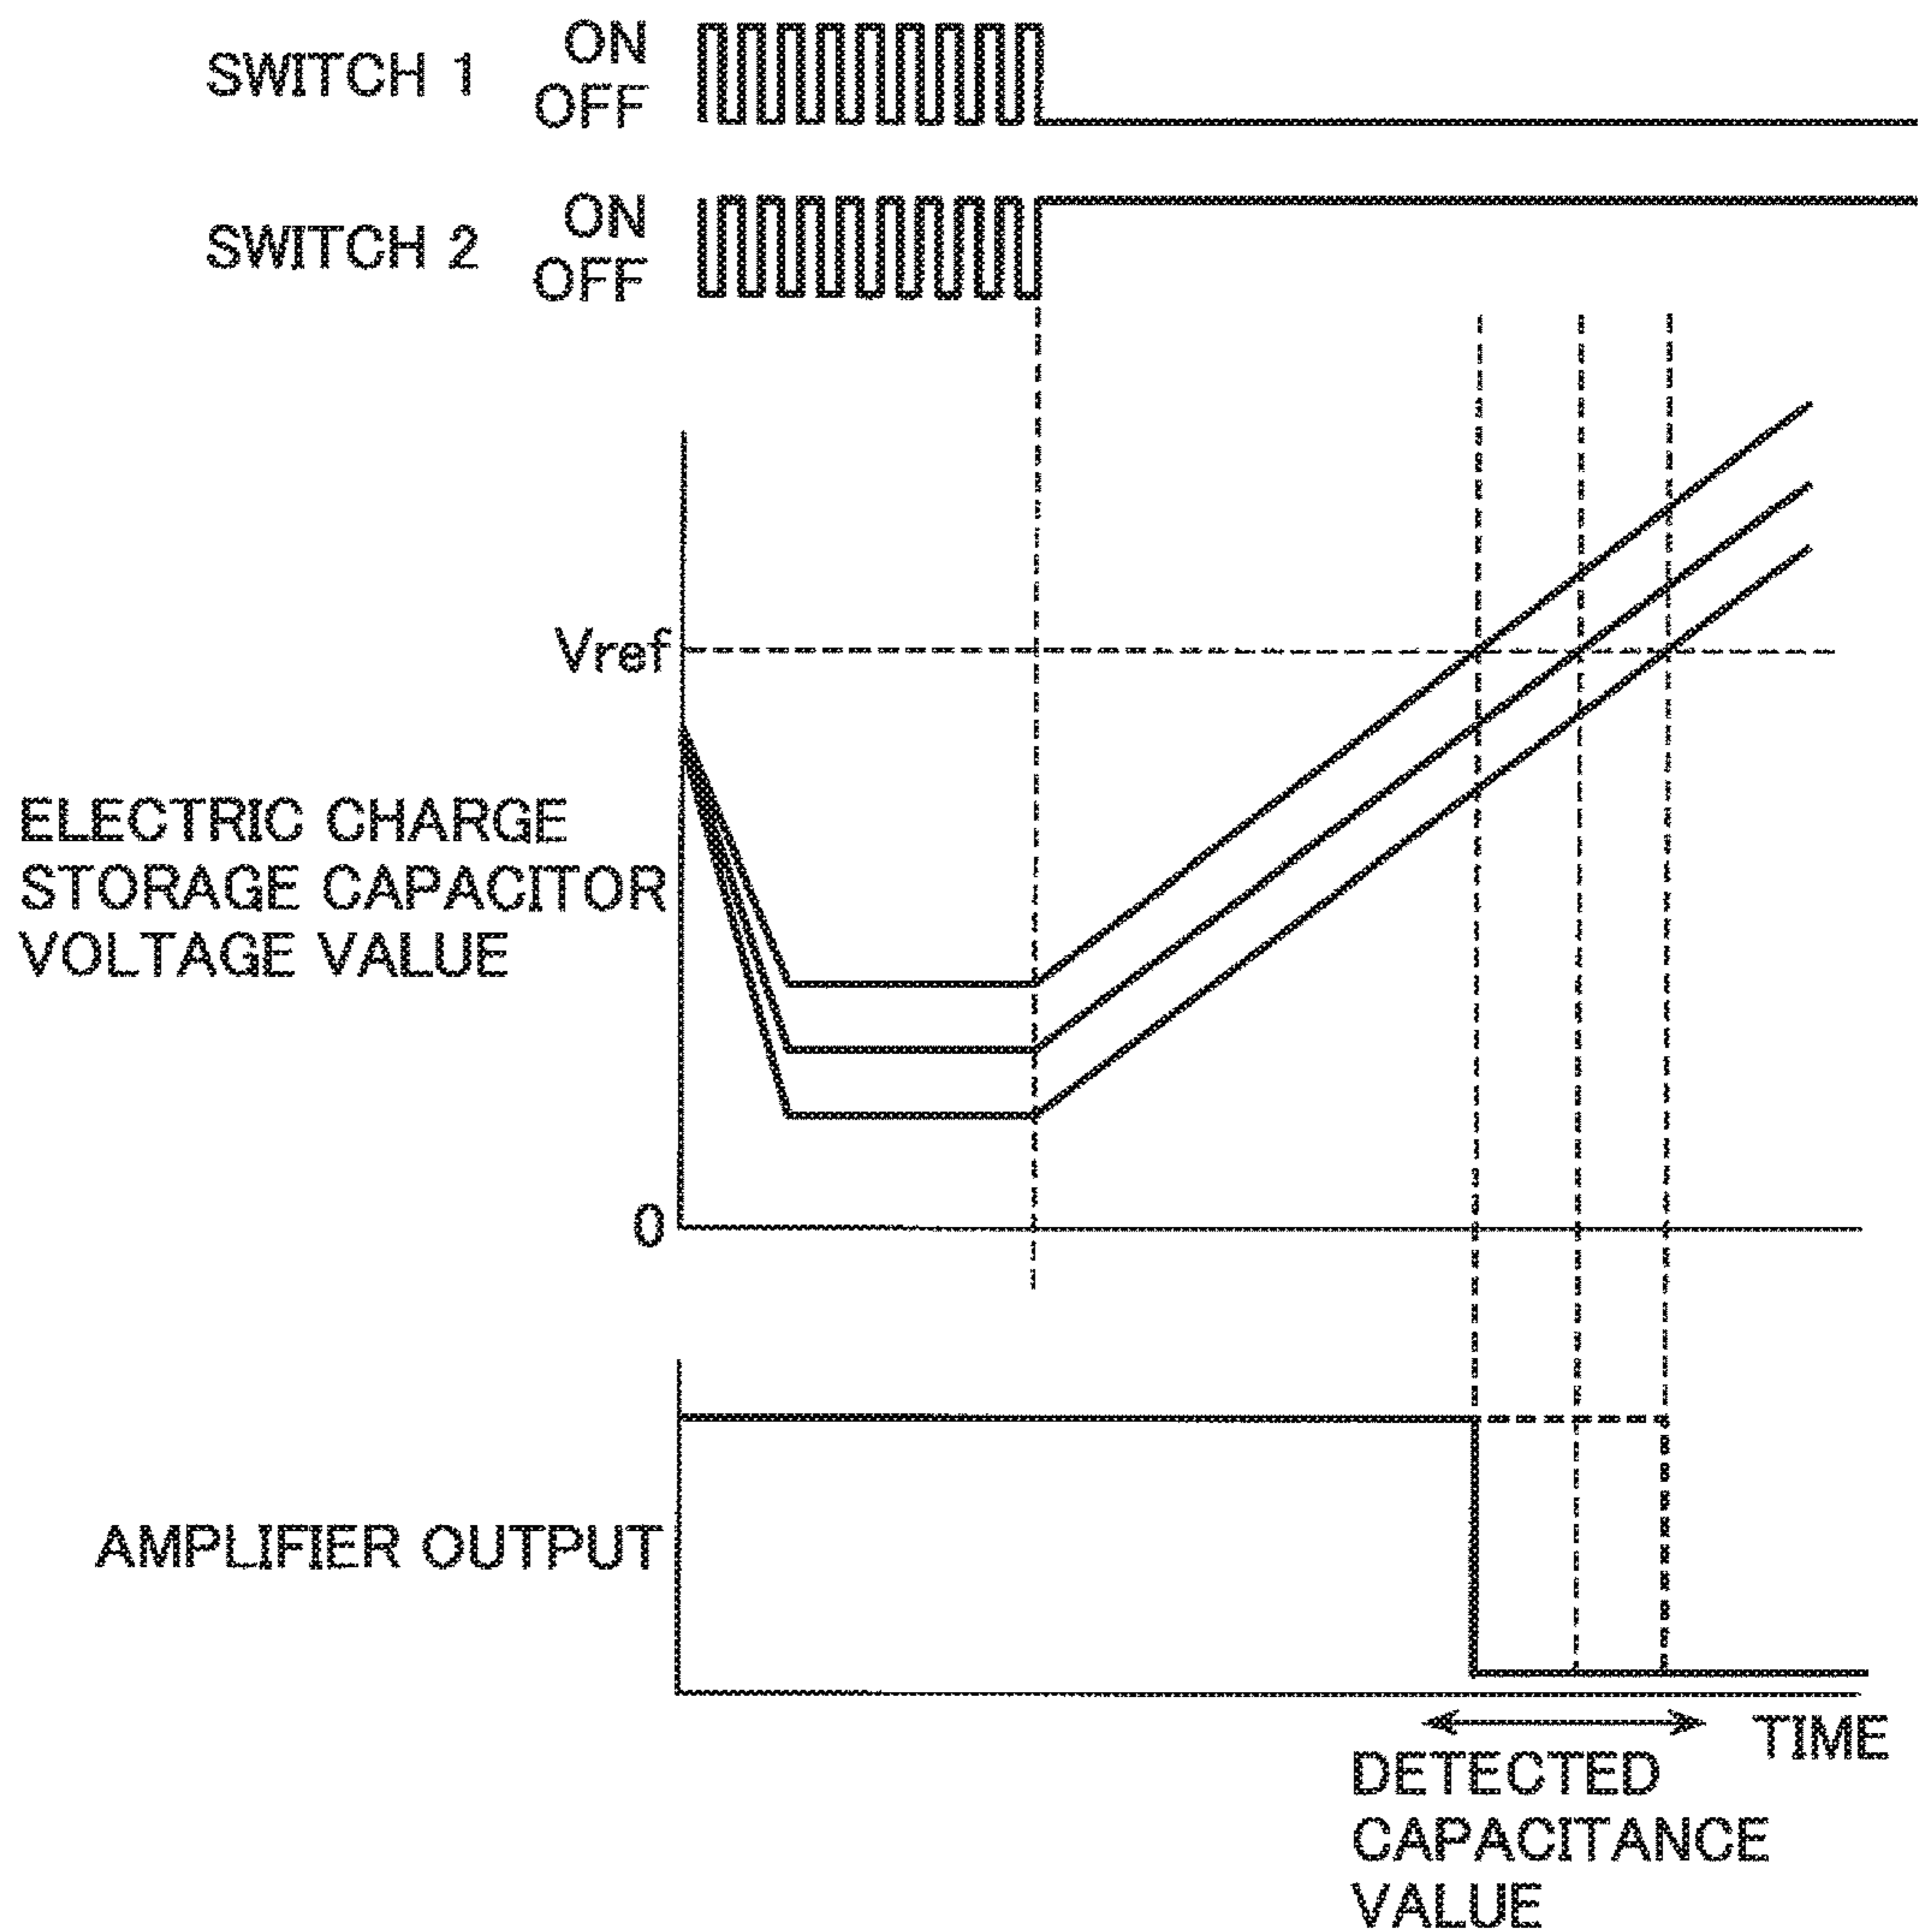 SWITCH 1
ON
OFF
SWITCH 2
ON
OFF
Vref
ELECTRIC CHARGE
STORAGE CAPACITOR
VOLTAGE VALUE
0
AMPLIFIER OUTPUT
TIME
DETECTED
CAPACITANCE
VALUE